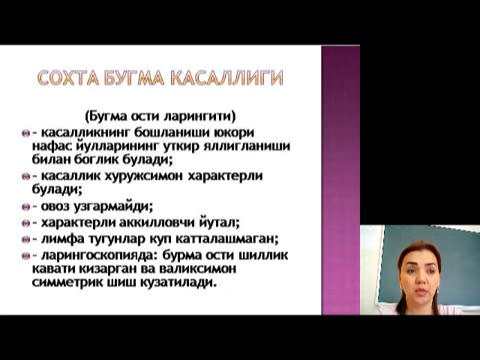 СОХТА БУГМА КАСАЛЛИГИ
(Бугма ости ларингити)
- касалликнинг бошланиши юкори
нафас йулларининг уткир яллигланиши
билан боглик булади;
- касаллик хуружсимон характерли
булади;
- овоз узгармайди;
- характерли аккилловчи йутал;
- лимфа тугунлар куп катталашмаган;
- ларингоскопияда: бурма ости шиллик
кавати кизарган ва валиксимон
симметрик шиш кузатилади.